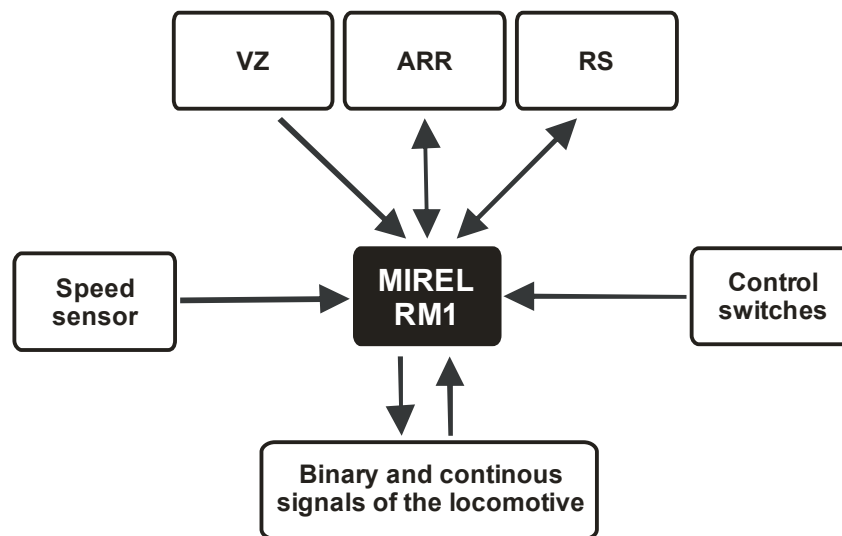 VZ
ARR
RS
Speed
sensor
MIREL
RM1
Control
switches
Binary and continous
signals of the locomotive